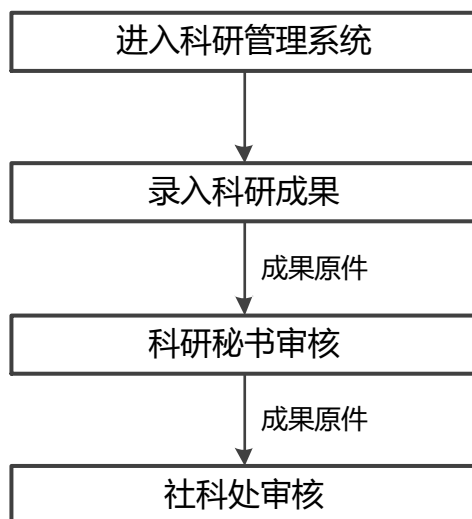 进入科研管理系统
录入科研成果
成果原件
科研秘书审核
成果原件
社科处审核